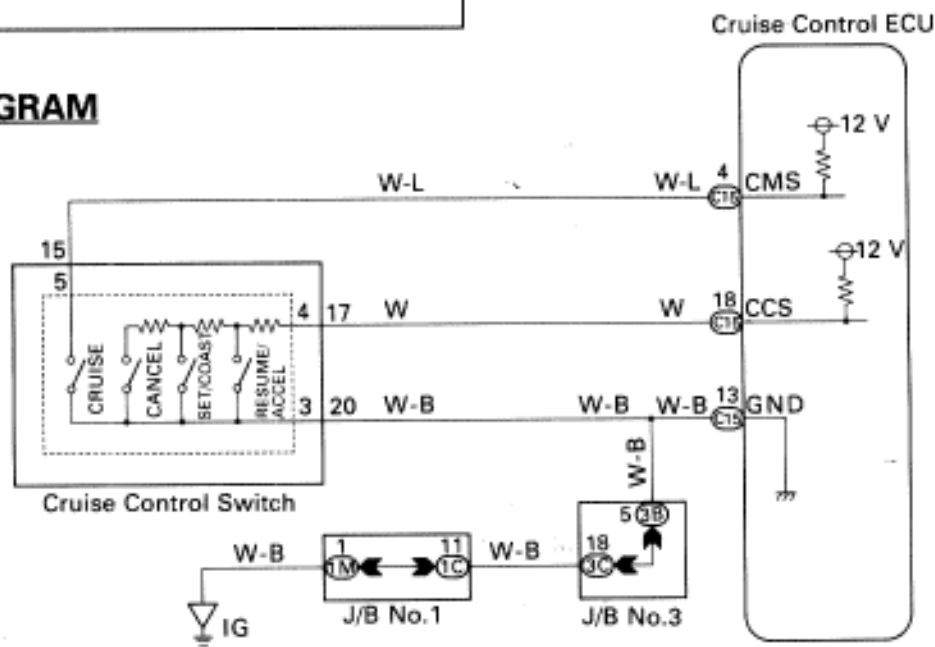 Cruise Control ECU
GRAM
12 V
W-L
W-L
4
CMS
15
12 V
5
4
17
W
W
18
CCS
CRUISE
CANCEL
SET/COAST
RESUME/
ACCEL
3
20
W-B
W-B
W-B
13
GND
W-B
Cruise Control Switch
5
3B
W-B
1
1M
11
1C
W-B
18
3C
J/B No.1
J/B No.3
IG